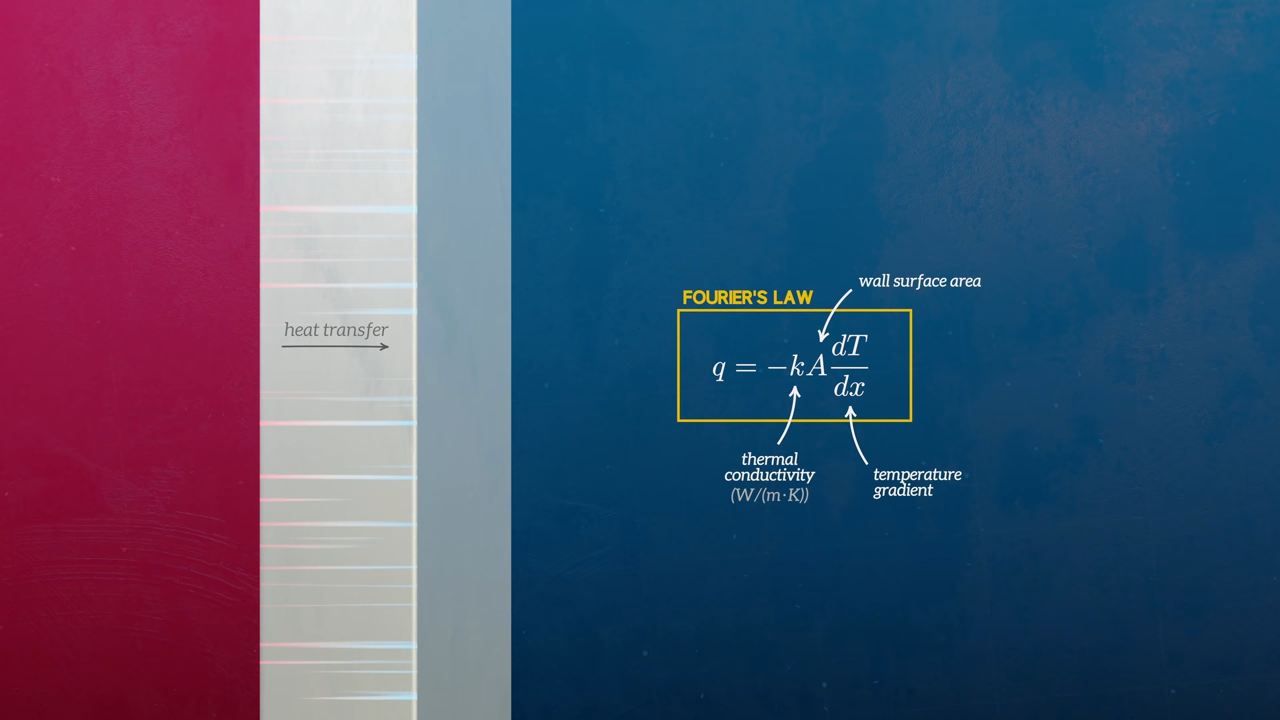 heat transfer
FOURIER'S LAW
wall surface area
q = −kA dT/dx
thermal
conductivity
(W/(m·K))
temperature
gradient